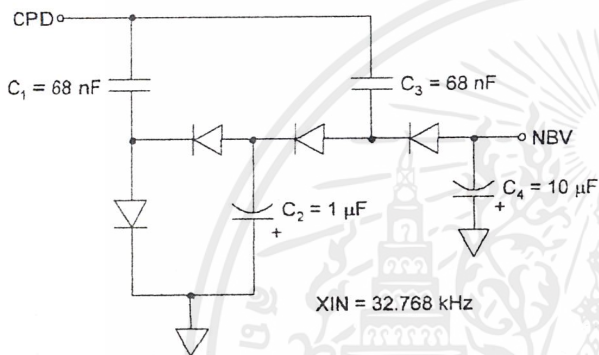 CPD
C₁ = 68 nF
C₃ = 68 nF
NBV
C₂ = 1 µF
+
C₄ = 10 µF
+
XIN = 32.768 kHz